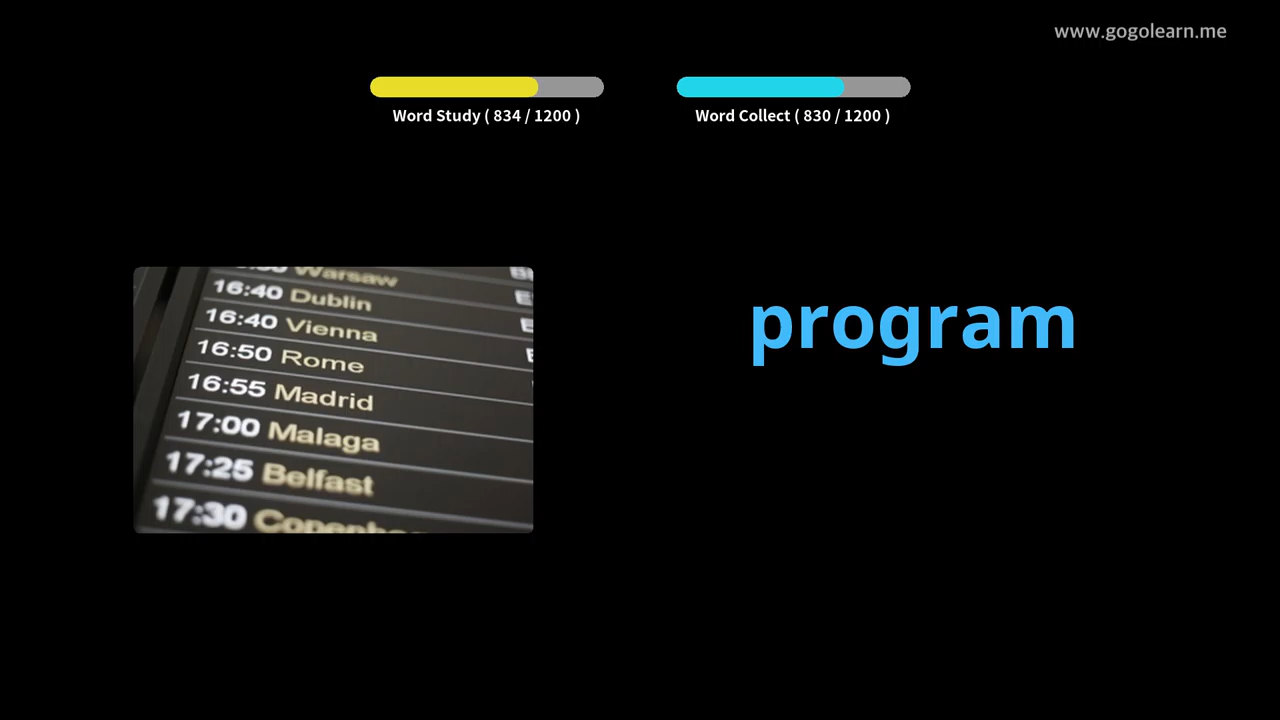 www.gogolearn.me
Word Study ( 834 / 1200 )
Word Collect ( 830 / 1200 )
Warsaw
16:40 Dublin
16:40 Vienna
16:50 Rome
16:55 Madrid
17:00 Malaga
17:25 Belfast
17:30
program